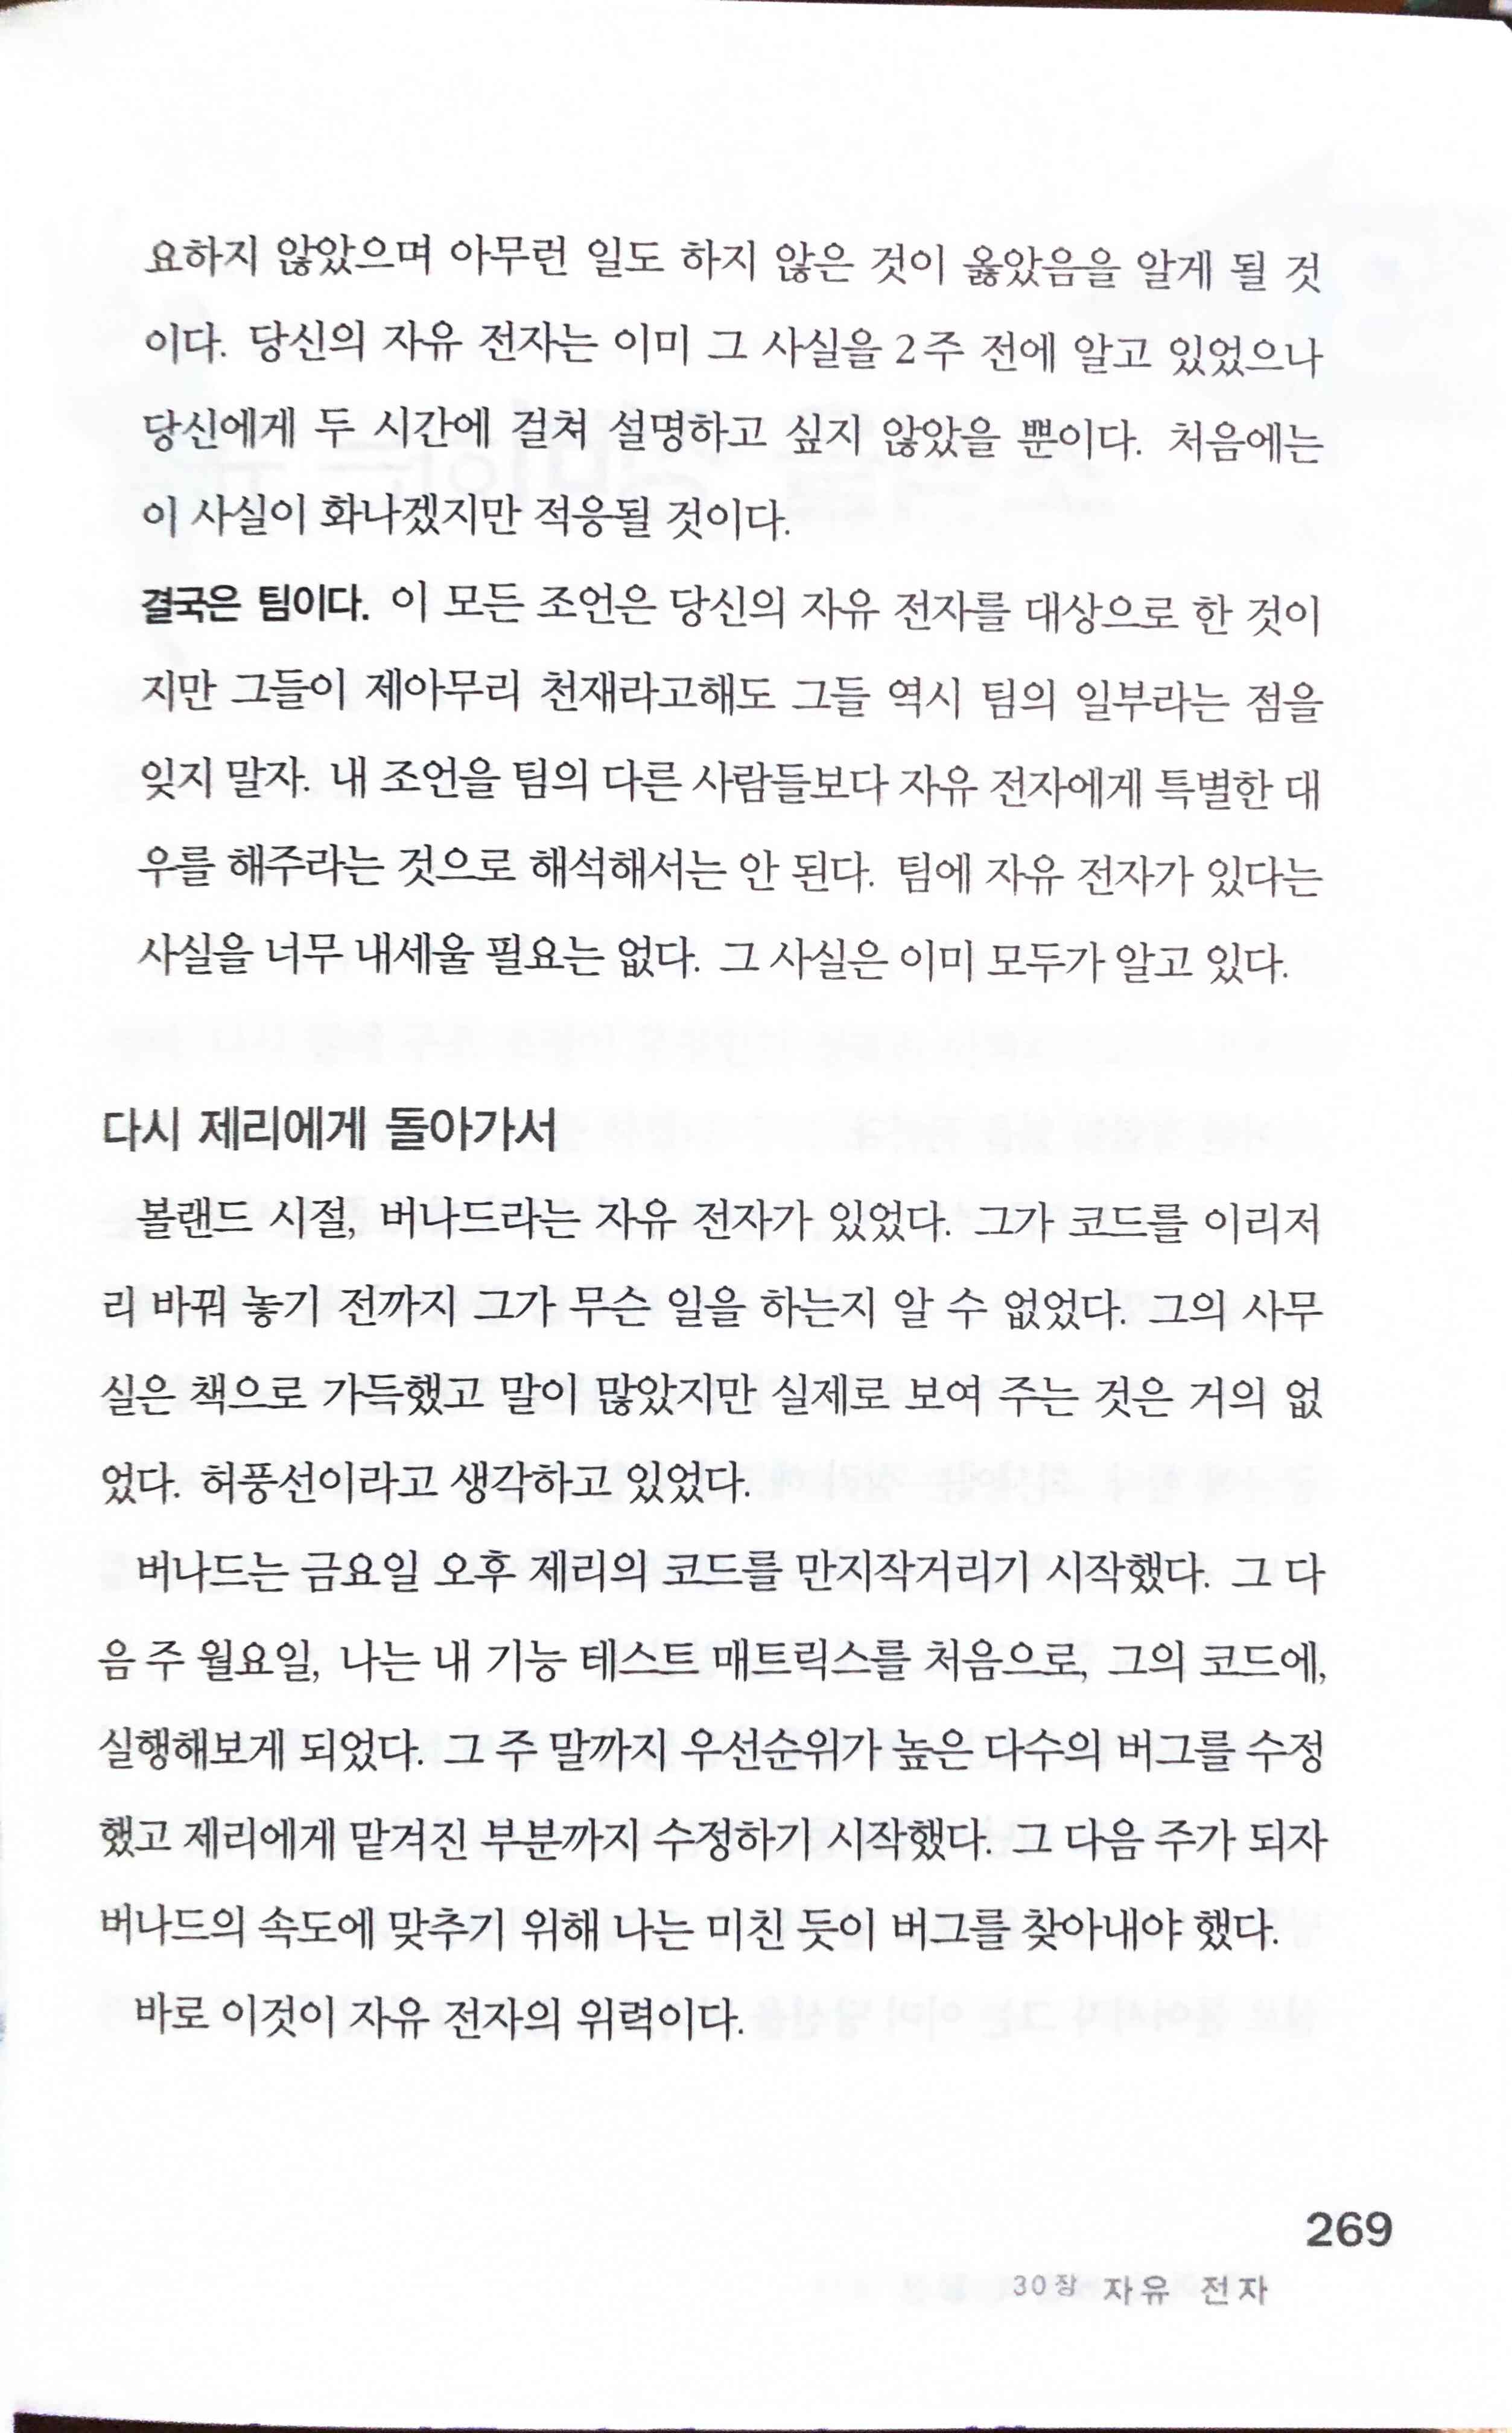 요하지 않았으며 아무런 일도 하지 않은 것이 옳았음을 알게 될 것
이다. 당신의 자유 전자는 이미 그 사실을 2주 전에 알고 있었으나
당신에게 두 시간에 걸쳐 설명하고 싶지 않았을 뿐이다. 처음에는
이 사실이 화나겠지만 적응될 것이다.
결국은 팀이다. 이 모든 조언은 당신의 자유 전자를 대상으로 한 것이
지만 그들이 제아무리 천재라고해도 그들 역시 팀의 일부라는 점을
잊지 말자. 내 조언을 팀의 다른 사람들보다 자유 전자에게 특별한 대
우를 해주라는 것으로 해석해서는 안 된다. 팀에 자유 전자가 있다는
사실을 너무 내세울 필요는 없다. 그 사실은 이미 모두가 알고 있다.
다시 제리에게 돌아가서
볼랜드 시절, 버나드라는 자유 전자가 있었다. 그가 코드를 이리저
리 바꿔 놓기 전까지 그가 무슨 일을 하는지 알 수 없었다. 그의 사무
실은 책으로 가득했고 말이 많았지만 실제로 보여 주는 것은 거의 없
었다. 허풍선이라고 생각하고 있었다.
버나드는 금요일 오후 제리의 코드를 만지작거리기 시작했다. 그 다
음 주 월요일, 나는 내 기능 테스트 매트릭스를 처음으로, 그의 코드에,
실행해보게 되었다. 그 주 말까지 우선순위가 높은 다수의 버그를 수정
했고 제리에게 맡겨진 부분까지 수정하기 시작했다. 그 다음 주가 되자
버나드의 속도에 맞추기 위해 나는 미친 듯이 버그를 찾아내야 했다.
바로 이것이 자유 전자의 위력이다.
269
30장 자유 전자